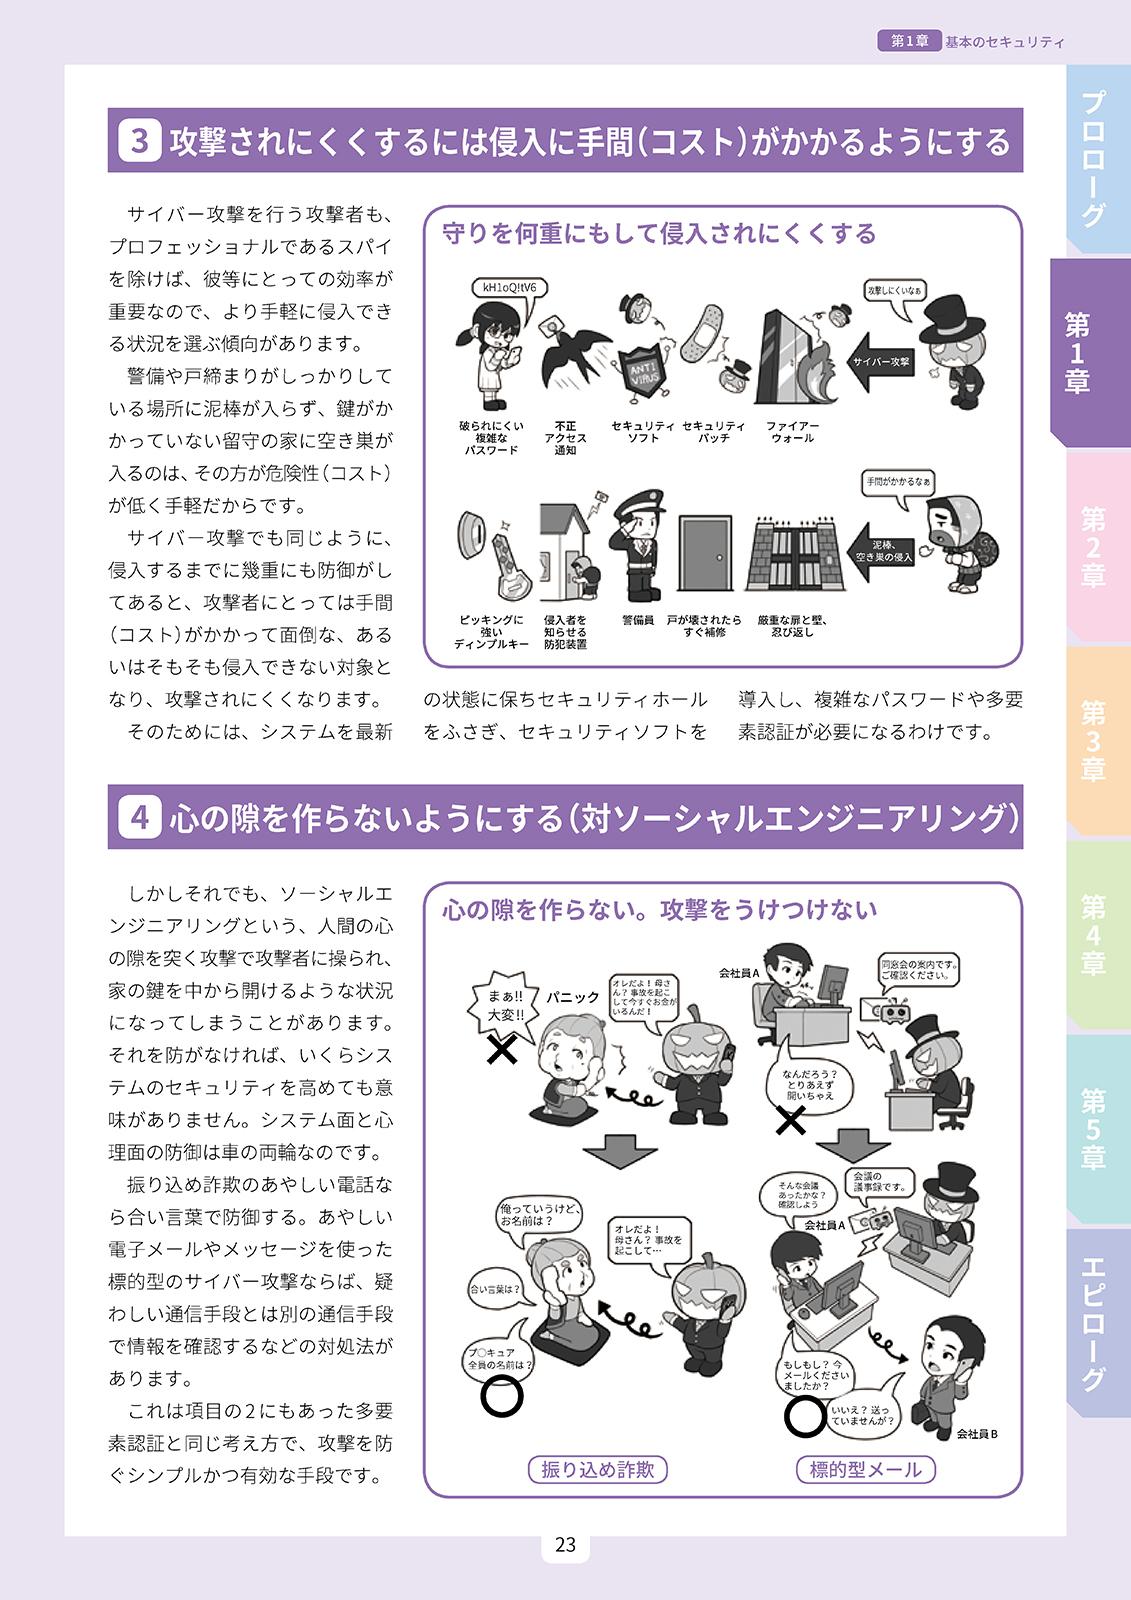 第1章 基本のセキュリティ
3 攻撃されにくくするには侵入に手間（コスト）がかかるようにする
　サイバー攻撃を行う攻撃者も、
プロフェッショナルであるスパイ
を除けば、彼等にとっての効率が
重要なので、より手軽に侵入でき
る状況を選ぶ傾向があります。
　警備や戸締まりがしっかりして
いる場所に泥棒が入らず、鍵がか
かっていない留守の家に空き巣が
入るのは、その方が危険性（コスト）
が低く手軽だからです。
　サイバー攻撃でも同じように、
侵入するまでに幾重にも防御がし
てあると、攻撃者にとっては手間
（コスト）がかかって面倒な、ある
いはそもそも侵入できない対象と
なり、攻撃されにくくなります。
　そのためには、システムを最新
の状態に保ちセキュリティホール
をふさぎ、セキュリティソフトを
導入し、複雑なパスワードや多要
素認証が必要になるわけです。
守りを何重にもして侵入されにくくする
kH1oQ!tV6
攻撃しにくいなぁ
ANTI
VIRUS
サイバー攻撃
破られにくい
複雑な
パスワード
不正
アクセス
通知
セキュリティ
ソフト
セキュリティ
パッチ
ファイアー
ウォール
手間がかかるなぁ
泥棒、
空き巣の侵入
ピッキングに
強い
ディンプルキー
侵入者を
知らせる
防犯装置
警備員
戸が壊されたら
すぐ補修
厳重な扉と壁、
忍び返し
4 心の隙を作らないようにする（対ソーシャルエンジニアリング）
　しかしそれでも、ソーシャルエ
ンジニアリングという、人間の心
の隙を突く攻撃で攻撃者に操られ、
家の鍵を中から開けるような状況
になってしまうことがあります。
それを防がなければ、いくらシス
テムのセキュリティを高めても意
味がありません。システム面と心
理面の防御は車の両輪なのです。
　振り込め詐欺のあやしい電話な
ら合い言葉で防御する。あやしい
電子メールやメッセージを使った
標的型のサイバー攻撃ならば、疑
わしい通信手段とは別の通信手段
で情報を確認するなどの対処法が
あります。
　これは項目の2にもあった多要
素認証と同じ考え方で、攻撃を防
ぐシンプルかつ有効な手段です。
心の隙を作らない。攻撃をうけつけない
まぁ!!
大変!!
パニック
オレだよ！ 母さ
ん？ 事故を起こ
して今すぐお金が
いるんだ！
俺っていうけど、
お名前は？
オレだよ！
母さん？ 事故を
起こして…
合い言葉は？
プ○キュア
全員の名前は？
振り込め詐欺
会社員A
同窓会の案内です。
ご確認ください。
なんだろう？
とりあえず
開いちゃえ
そんな会議
あったかな？
確認しよう
会議の
議事録です。
会社員A
もしもし？ 今
メールください
ましたか？
いいえ？ 送っ
ていませんが？
会社員B
標的型メール
プロローグ
第1章
第2章
第3章
第4章
第5章
エピローグ
23